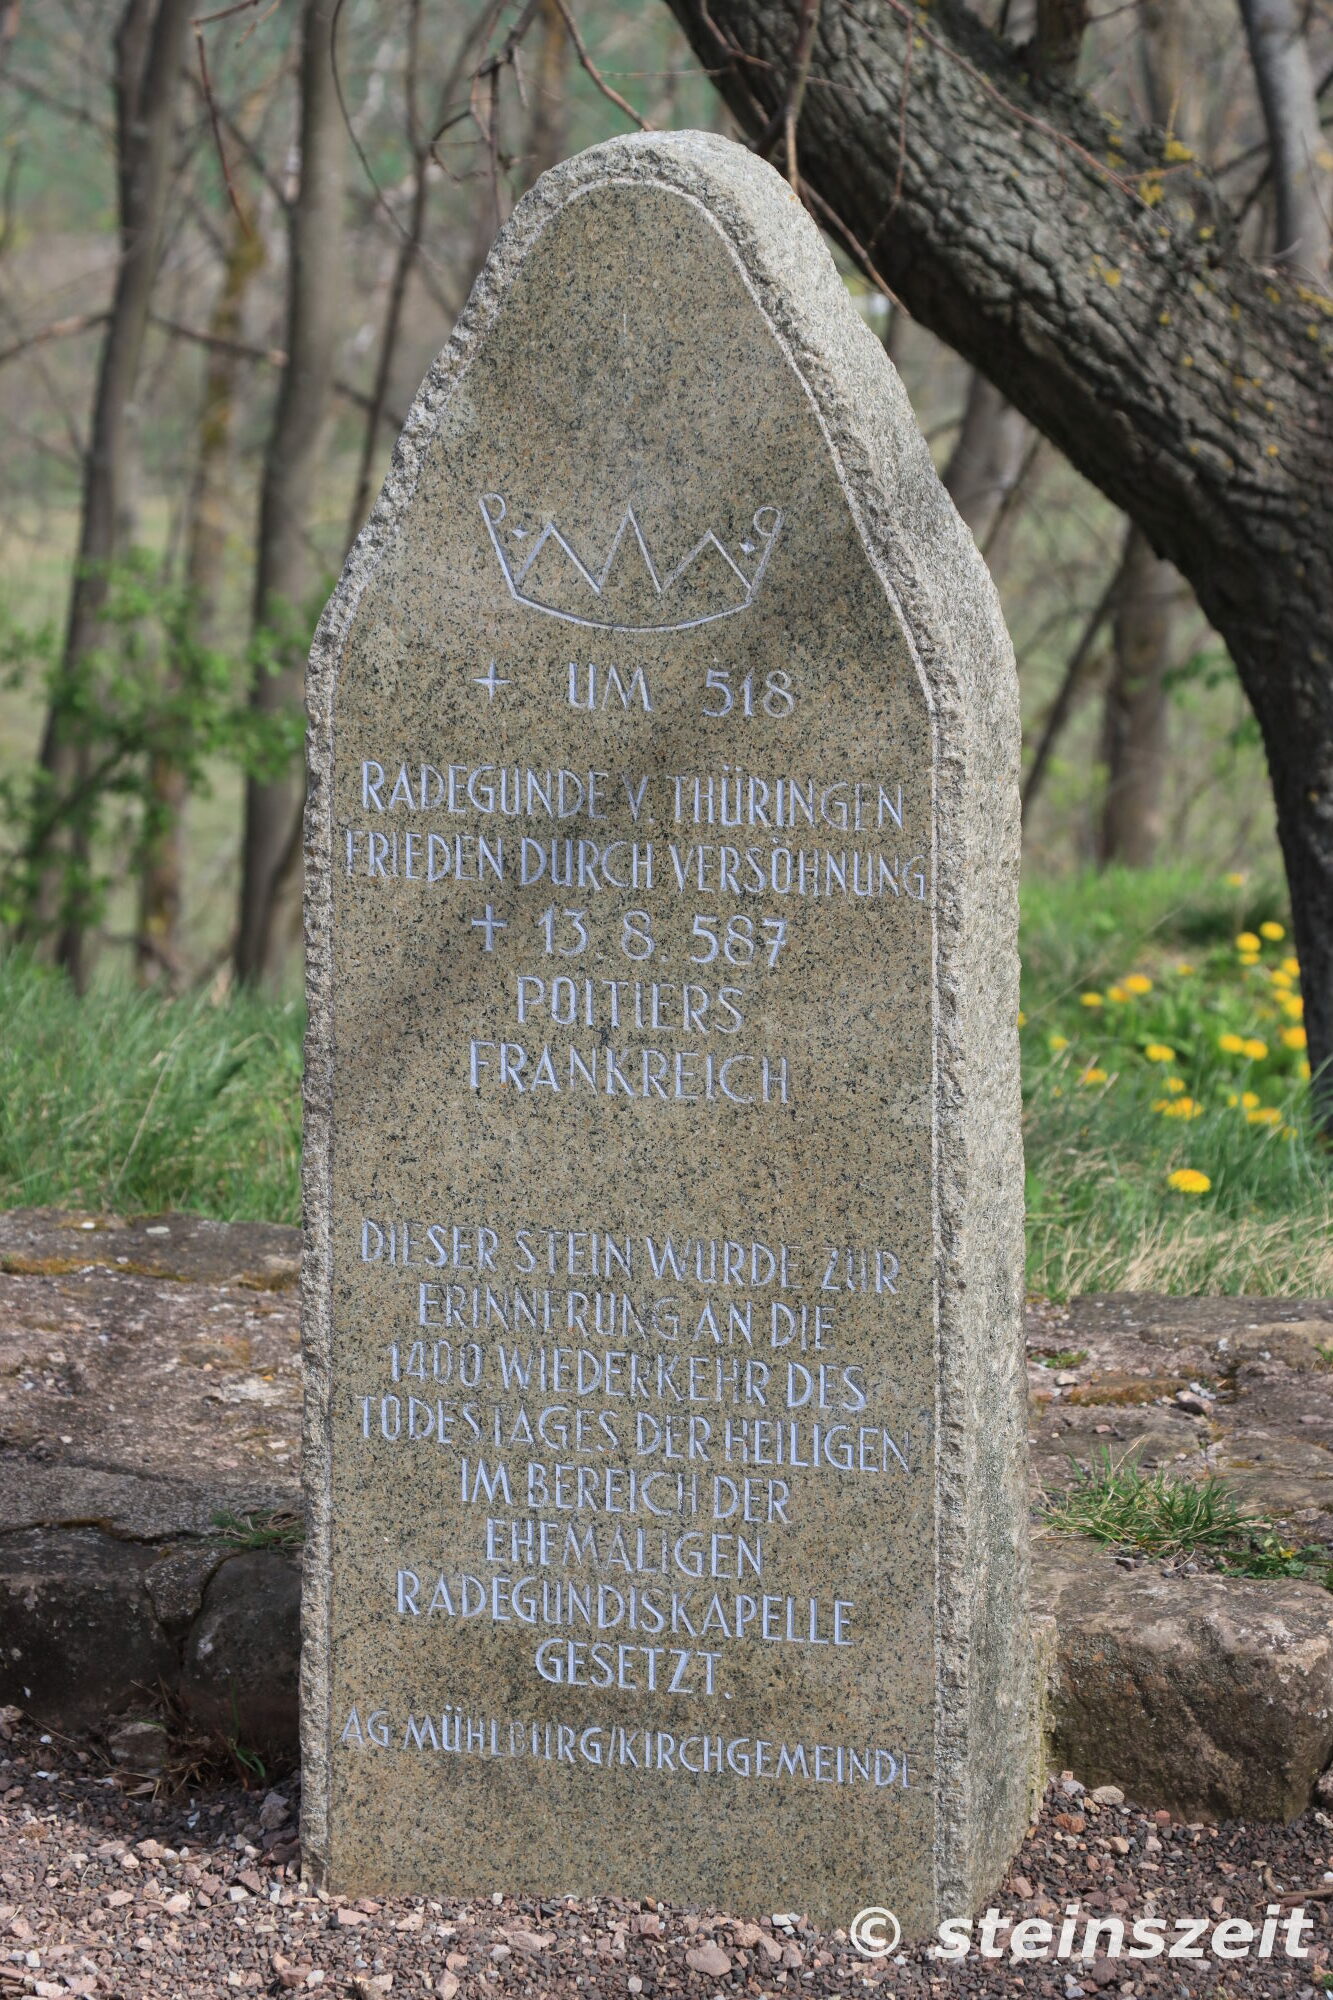 + UM 518
RADEGUNDE V. THÜRINGEN
FRIEDEN DURCH VERSÖHNUNG
+ 13. 8. 587
POITIERS
FRANKREICH
DIESER STEIN WURDE ZUR
ERINNERUNG AN DIE
1400. WIEDERKEHR DES
TODESTAGES DER HEILIGEN
IM BEREICH DER
EHEMALIGEN
RADEGUNDISKAPELLE
GESETZT.
AG MÜHLBURG/KIRCHGEMEINDE
© steinszeit